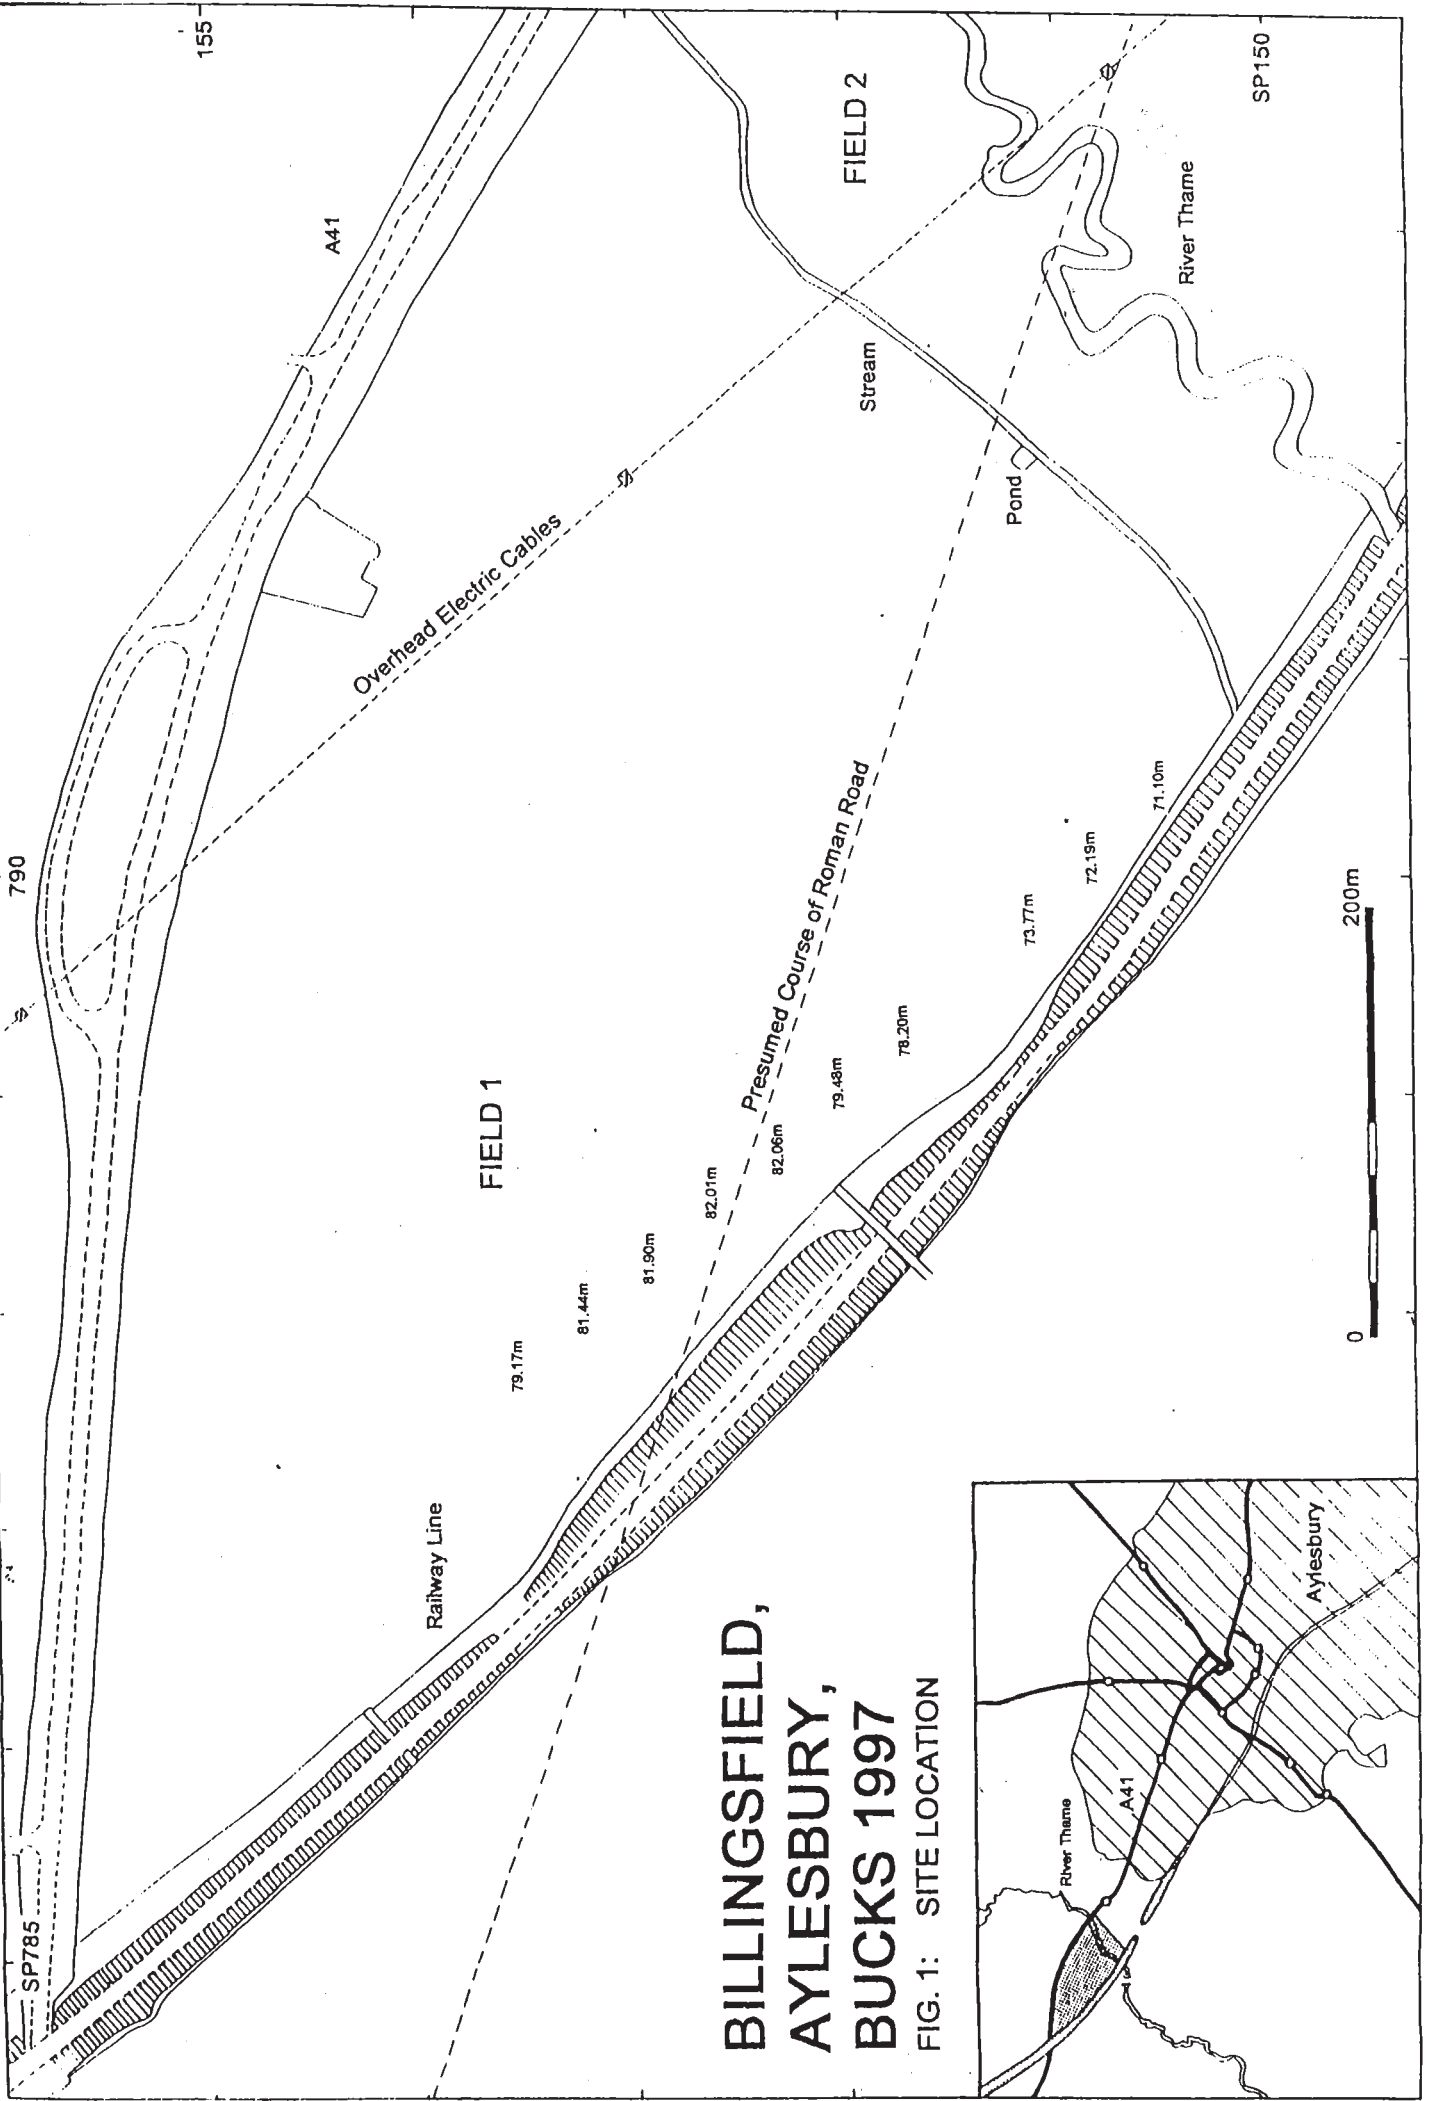 BILLINGSFIELD,
AYLESBURY,
BUCKS 1997
FIG. 1: SITE LOCATION
SP785
790
155
SP150
A41
Railway Line
FIELD 1
FIELD 2
Overhead Electric Cables
Presumed Course of Roman Road
Stream
Pond
River Thame
79.17m
81.44m
81.90m
82.01m
82.06m
79.48m
78.20m
73.77m
72.19m
71.10m
0
200m
River Thame
A41
Aylesbury